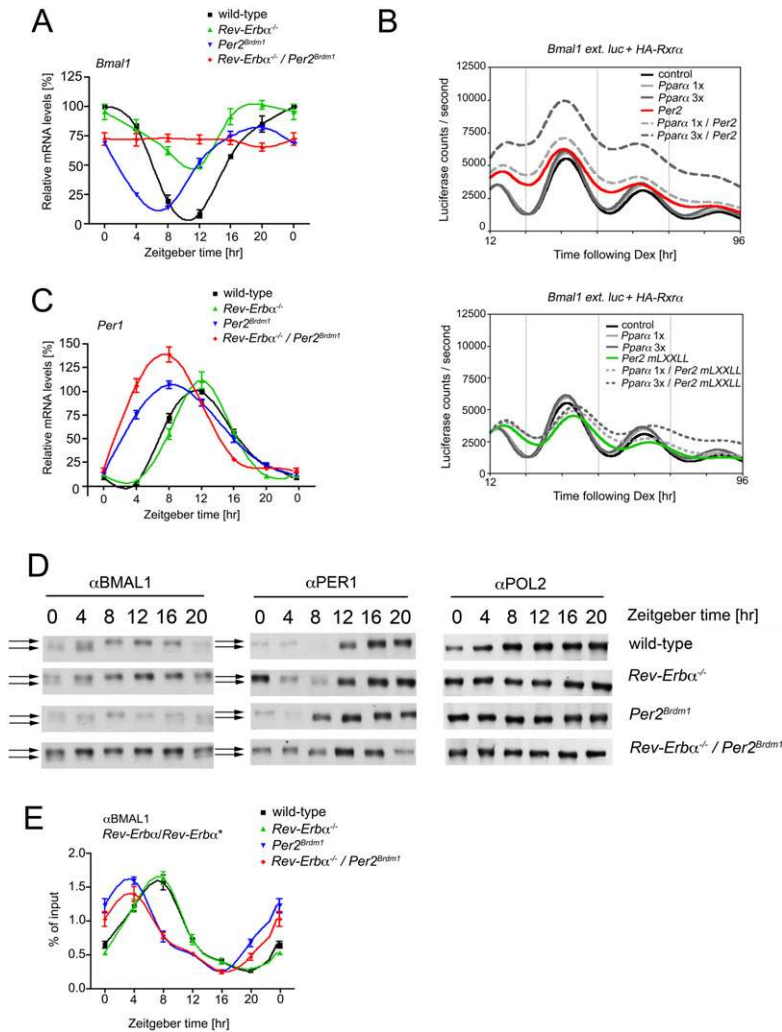 A
wild-type
Rev-Erbα-/-
Per2Brdm1
Rev-Erbα-/- / Per2Brdm1
Bmal1
Relative mRNA levels [%]
125
100
75
50
25
0
0 4 8 12 16 20 0
Zeitgeber time [hr]
B
Bmal1 ext. luc + HA-Rxrα
control
Pparα 1x
Pparα 3x
Per2
Pparα 1x / Per2
Pparα 3x / Per2
Luciferase counts / second
12500
10000
7500
5000
2500
0
12 96
Time following Dex [hr]
Bmal1 ext. luc + HA-Rxrα
control
Pparα 1x
Pparα 3x
Per2 mLXXLL
Pparα 1x / Per2 mLXXLL
Pparα 3x / Per2 mLXXLL
Luciferase counts / second
12500
10000
7500
5000
2500
0
12 96
Time following Dex [hr]
C
wild-type
Rev-Erbα-/-
Per2Brdm1
Rev-Erbα-/- / Per2Brdm1
Per1
Relative mRNA levels [%]
150
125
100
75
50
25
0
0 4 8 12 16 20 0
Zeitgeber time [hr]
D
αBMAL1 αPER1 αPOL2
0 4 8 12 16 20 0 4 8 12 16 20 0 4 8 12 16 20 Zeitgeber time [hr]
wild-type
Rev-Erbα-/-
Per2Brdm1
Rev-Erbα-/- / Per2Brdm1
E
αBMAL1
Rev-Erbα/Rev-Erbα*
wild-type
Rev-Erbα-/-
Per2Brdm1
Rev-Erbα-/- / Per2Brdm1
% of input
2.0
1.5
1.0
0.5
0.0
0 4 8 12 16 20 0
Zeitgeber time [hr]